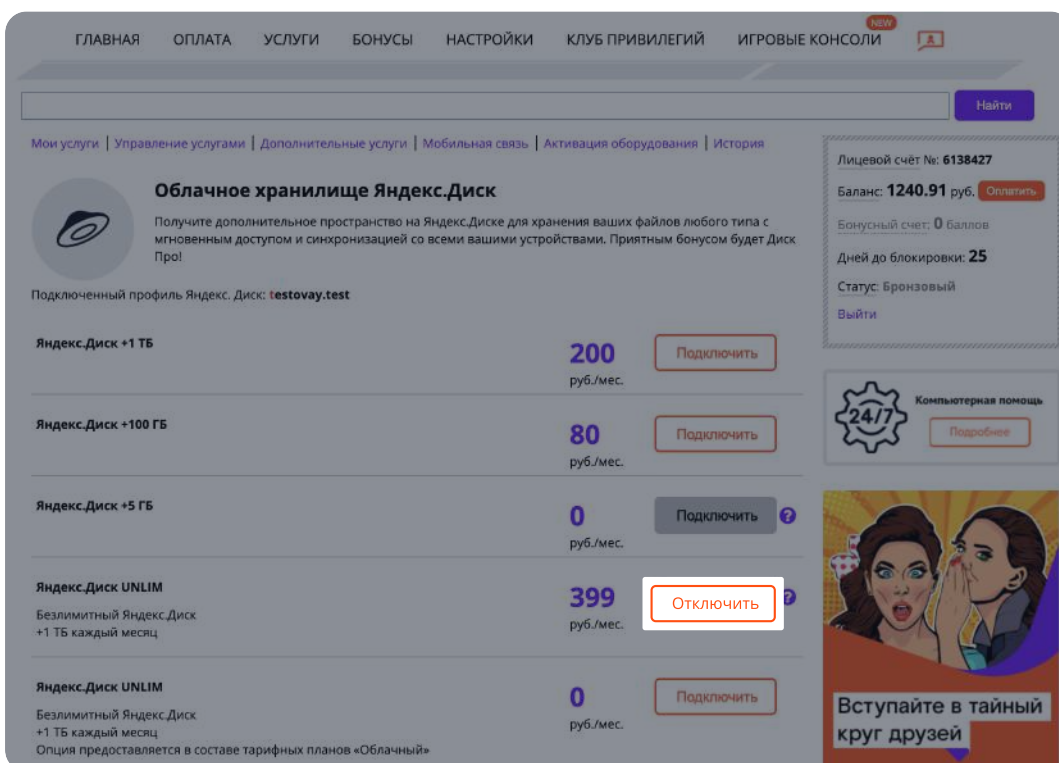 NEW
ГЛАВНАЯ ОПЛАТА УСЛУГИ БОНУСЫ НАСТРОЙКИ КЛУБ ПРИВИЛЕГИЙ ИГРОВЫЕ КОНСОЛИ
Найти
Мои услуги | Управление услугами | Дополнительные услуги | Мобильная связь | Активация оборудования | История
Облачное хранилище Яндекс.Диск
Получите дополнительное пространство на Яндекс.Диске для хранения ваших файлов любого типа с
мгновенным доступом и синхронизацией со всеми вашими устройствами. Приятным бонусом будет Диск
Про!
Подключенный профиль Яндекс. Диск: testovay.test
Яндекс.Диск +1 ТБ
200
руб./мес.
Подключить
Яндекс.Диск +100 ГБ
80
руб./мес.
Подключить
Яндекс.Диск +5 ГБ
0
руб./мес.
Подключить
?
Яндекс.Диск UNLIM
Безлимитный Яндекс.Диск
+1 ТБ каждый месяц
399
руб./мес.
Отключить
?
Яндекс.Диск UNLIM
Безлимитный Яндекс.Диск
+1 ТБ каждый месяц
Опция предоставляется в составе тарифных планов «Облачный»
0
руб./мес.
Подключить
Лицевой счёт №: 6138427
Баланс: 1240.91 руб. Оплатить
Бонусный счет: 0 баллов
Дней до блокировки: 25
Статус: Бронзовый
Выйти
24/7
Компьютерная помощь
Подробнее
Вступайте в тайный
круг друзей